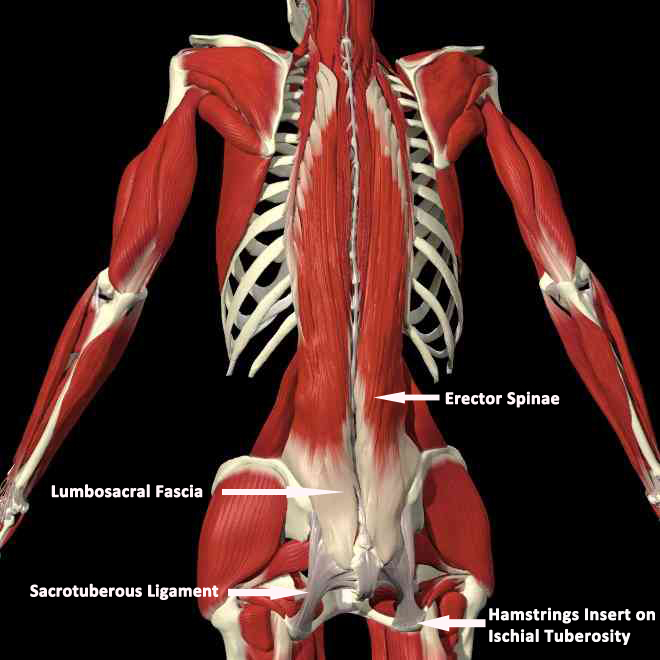 Erector Spinae
Lumbosacral Fascia
Sacrotuberous Ligament
Hamstrings Insert on
Ischial Tuberosity